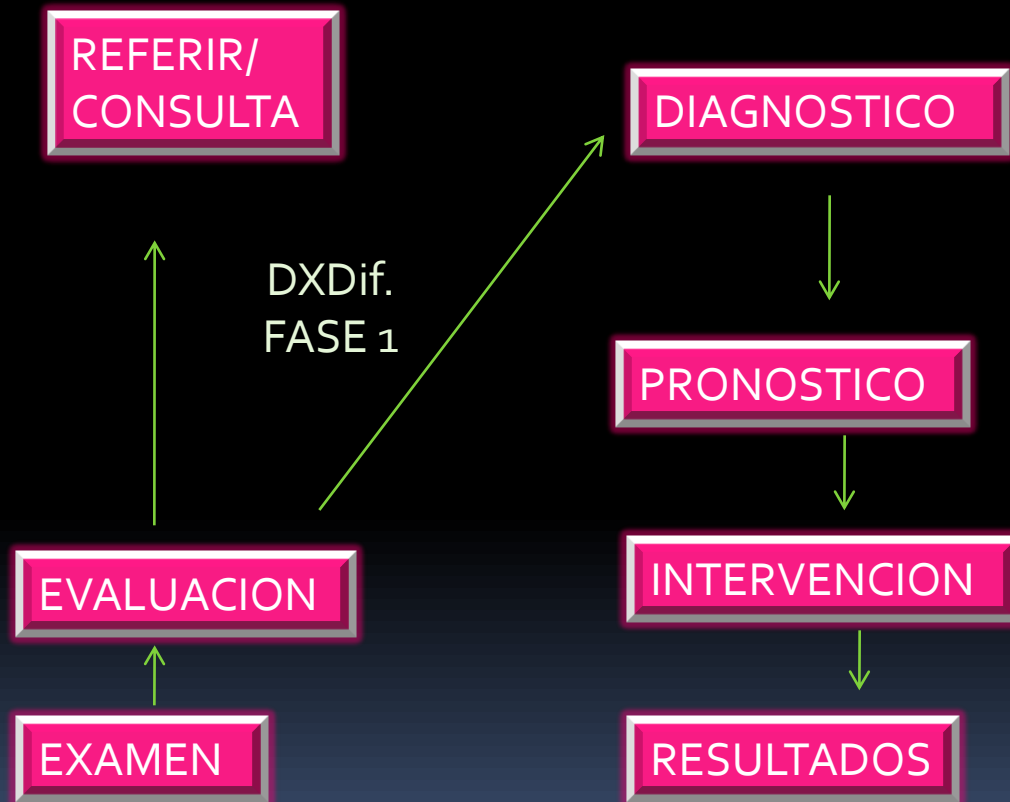 REFERIR/
CONSULTA
DIAGNOSTICO
DXDif.
FASE 1
PRONOSTICO
EVALUACION
INTERVENCION
EXAMEN
RESULTADOS